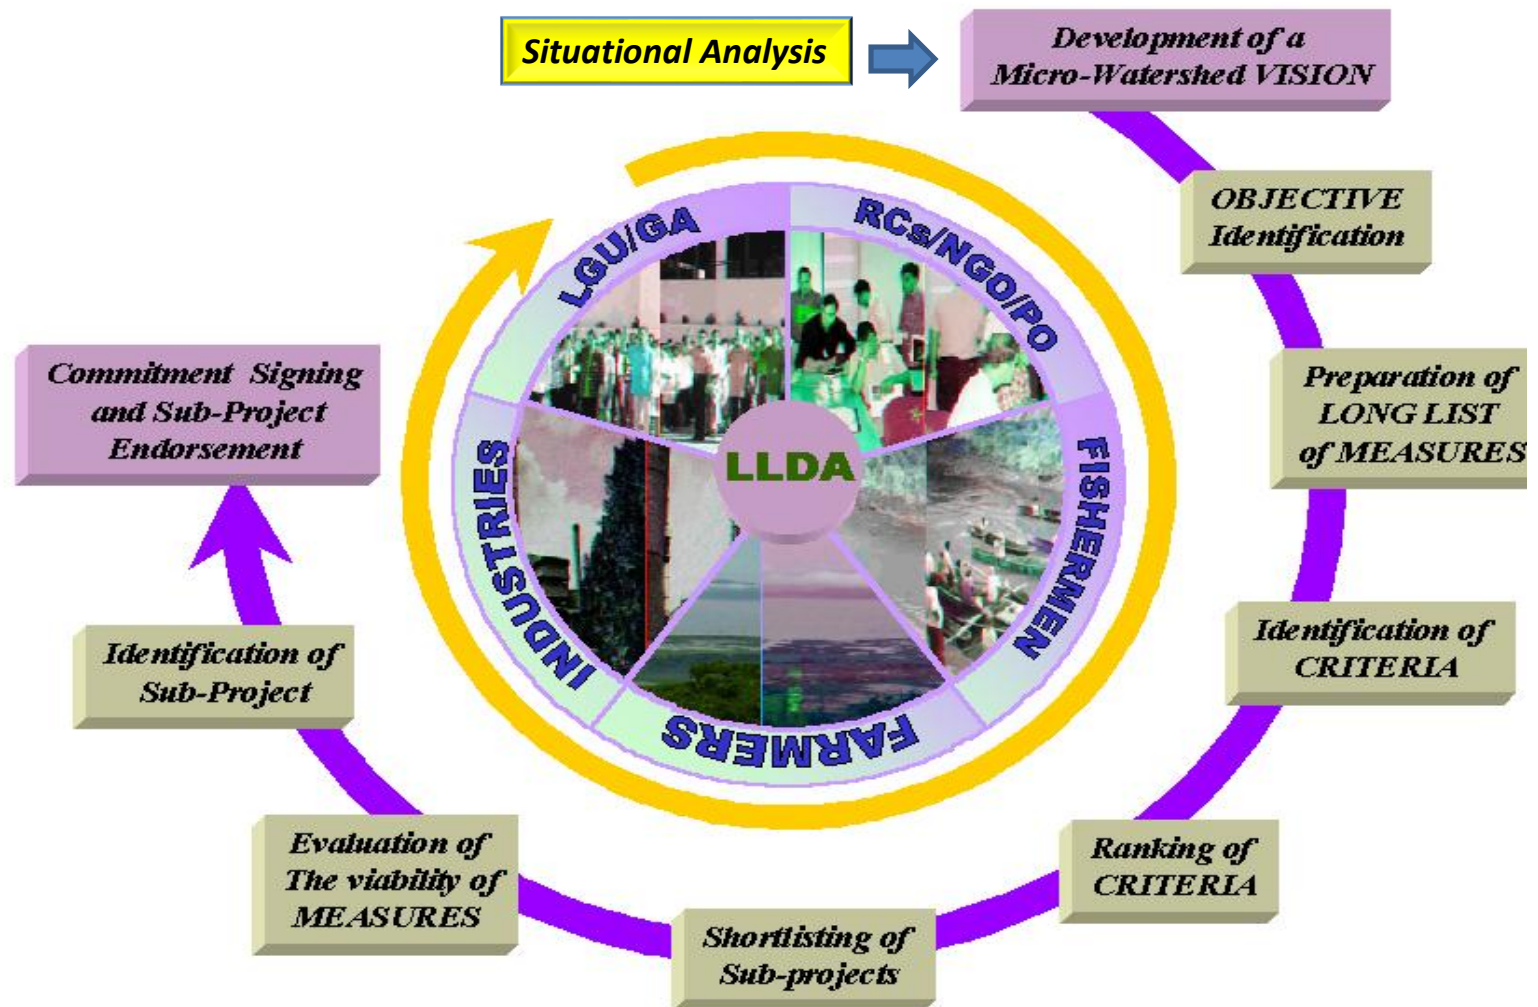 Situational Analysis
Development of a
Micro-Watershed VISION
OBJECTIVE
Identification
Preparation of
LONG LIST
of MEASURES
Identification of
CRITERIA
Ranking of
CRITERIA
Shortlisting of
Sub-projects
Evaluation of
The viability of
MEASURES
Identification of
Sub-Project
Commitment Signing
and Sub-Project
Endorsement
LGU/GA
RCs/NGO/PO
FISHERMEN
FARMERS
INDUSTRIES
LLDA